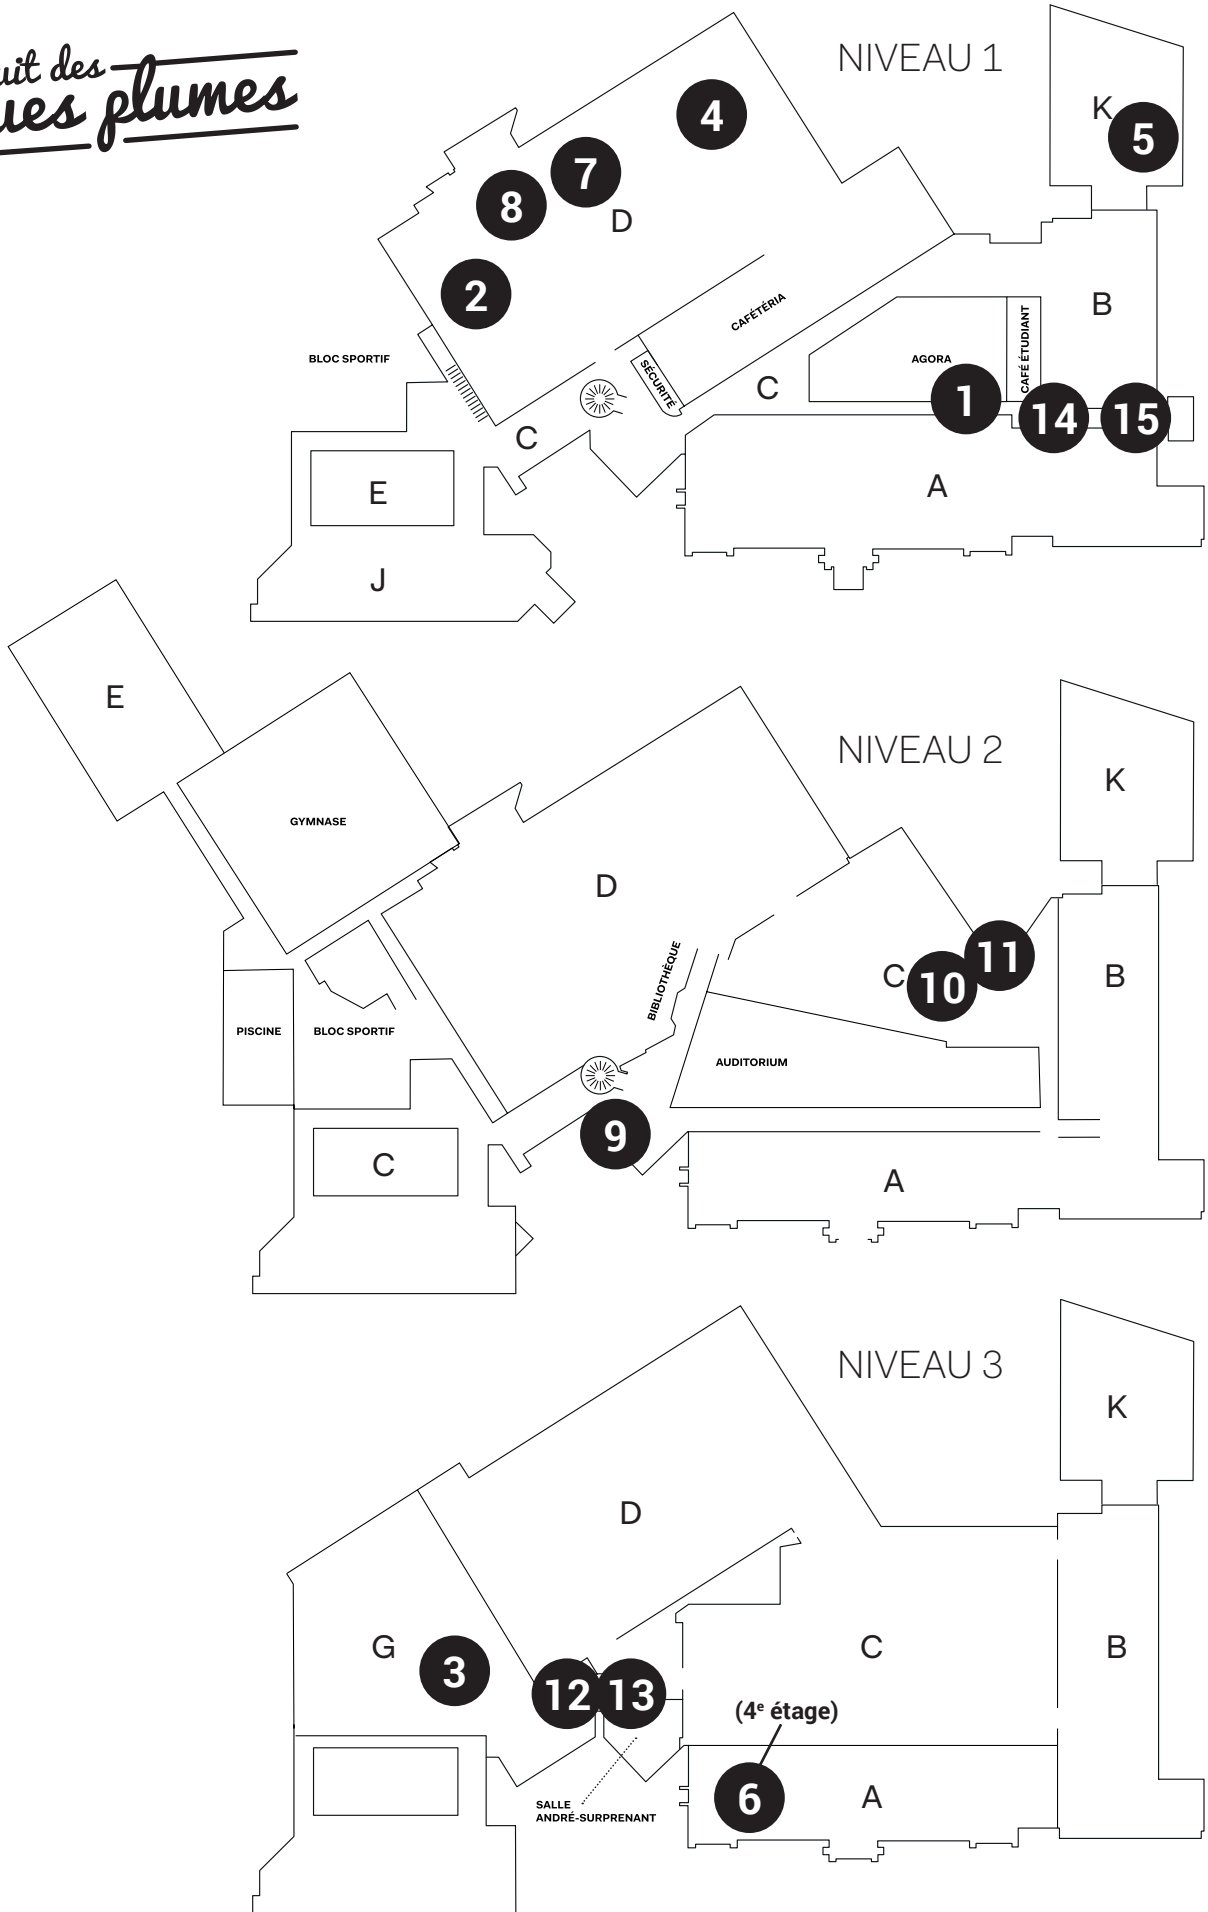 uit des
ues plumes
NIVEAU 1
K
5
4
7
8
D
2
B
CAFÉTÉRIA
CAFÉ ÉTUDIANT
BLOC SPORTIF
AGORA
SÉCURITÉ
C
1
14
15
C
E
A
J
E
NIVEAU 2
K
GYMNASE
D
BIBLIOTHÈQUE
11
C
10
B
PISCINE
BLOC SPORTIF
AUDITORIUM
9
C
A
NIVEAU 3
K
D
G
3
C
B
12
13
(4e étage)
6
A
SALLE
ANDRÉ-SURPRENANT